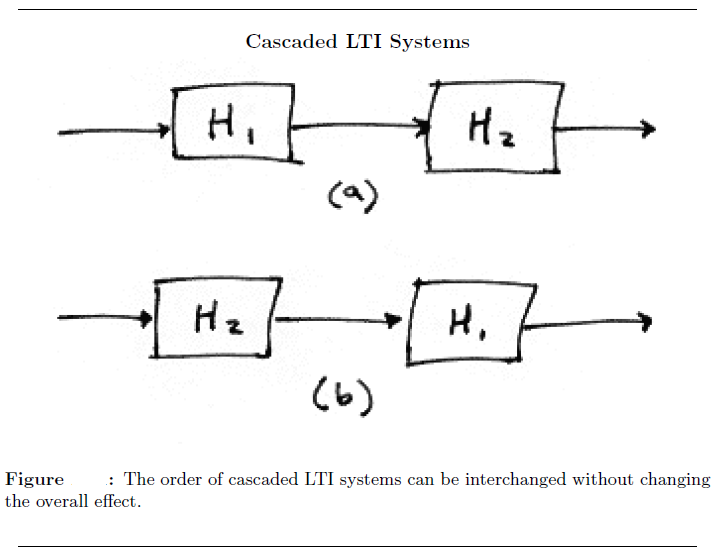 Cascaded LTI Systems
H₁ H₂
(a)
H₂ H₁
(b)
Figure : The order of cascaded LTI systems can be interchanged without changing
the overall effect.